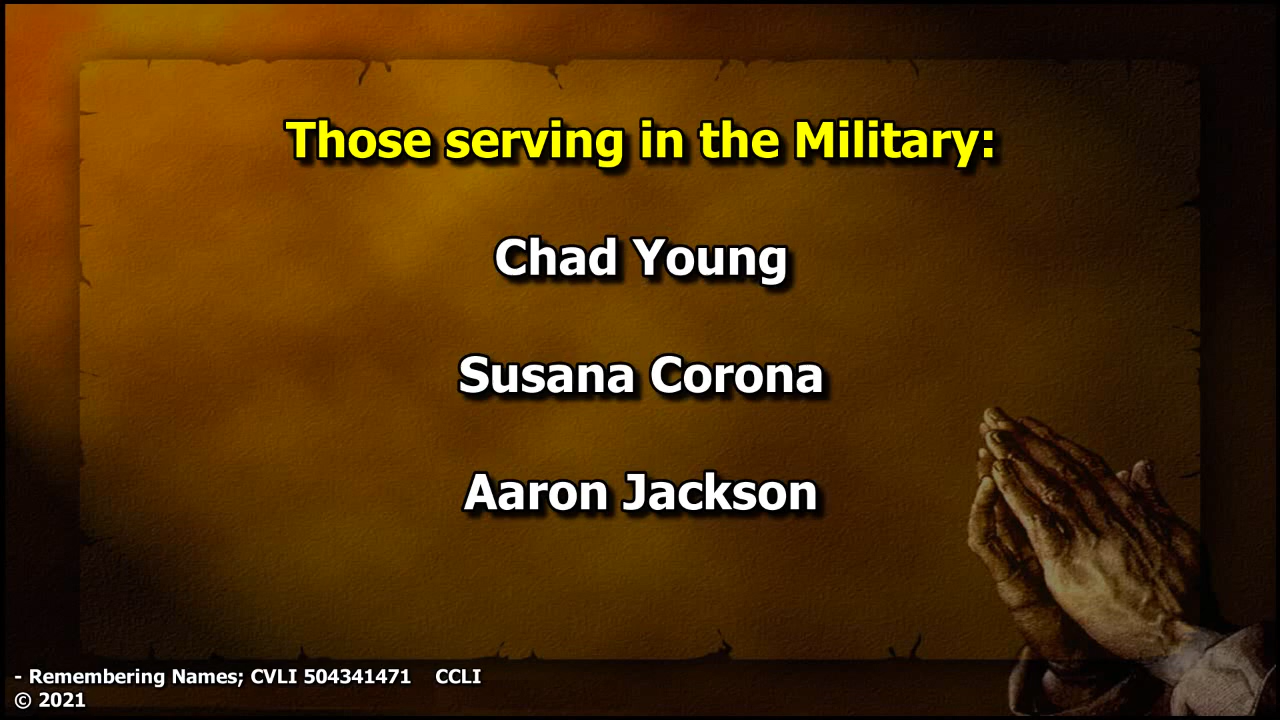 Those serving in the Military:
Chad Young
Susana Corona
Aaron Jackson
- Remembering Names; CVLI 504341471 CCLI
© 2021